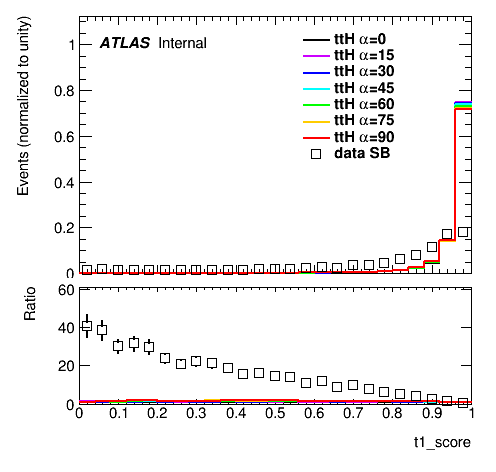 Events (normalized to unity)
1
0.8
0.6
0.4
0.2
0
ATLAS Internal
ttH α=0
ttH α=15
ttH α=30
ttH α=45
ttH α=60
ttH α=75
ttH α=90
data SB
Ratio
60
40
20
0
0 0.1 0.2 0.3 0.4 0.5 0.6 0.7 0.8 0.9 1
t1_score